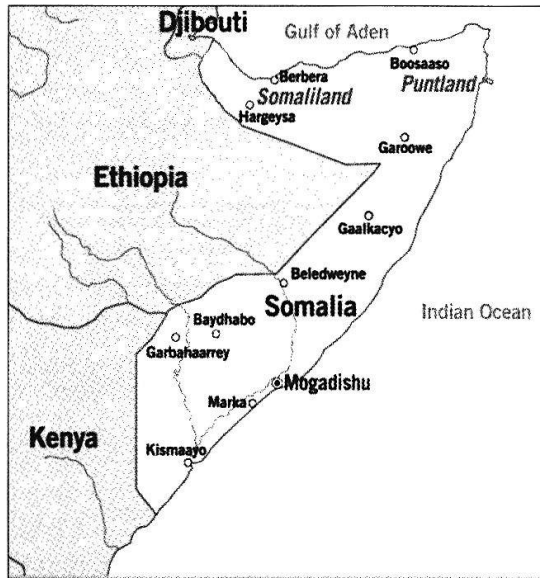 Djibouti
Gulf of Aden
Boosaaso
Berbera
Somaliland
Puntland
Hargeysa
Garoowe
Ethiopia
Gaalkacyo
Beledweyne
Somalia
Indian Ocean
Baydhabo
Garbahaarrey
Mogadishu
Marka
Kenya
Kismaayo